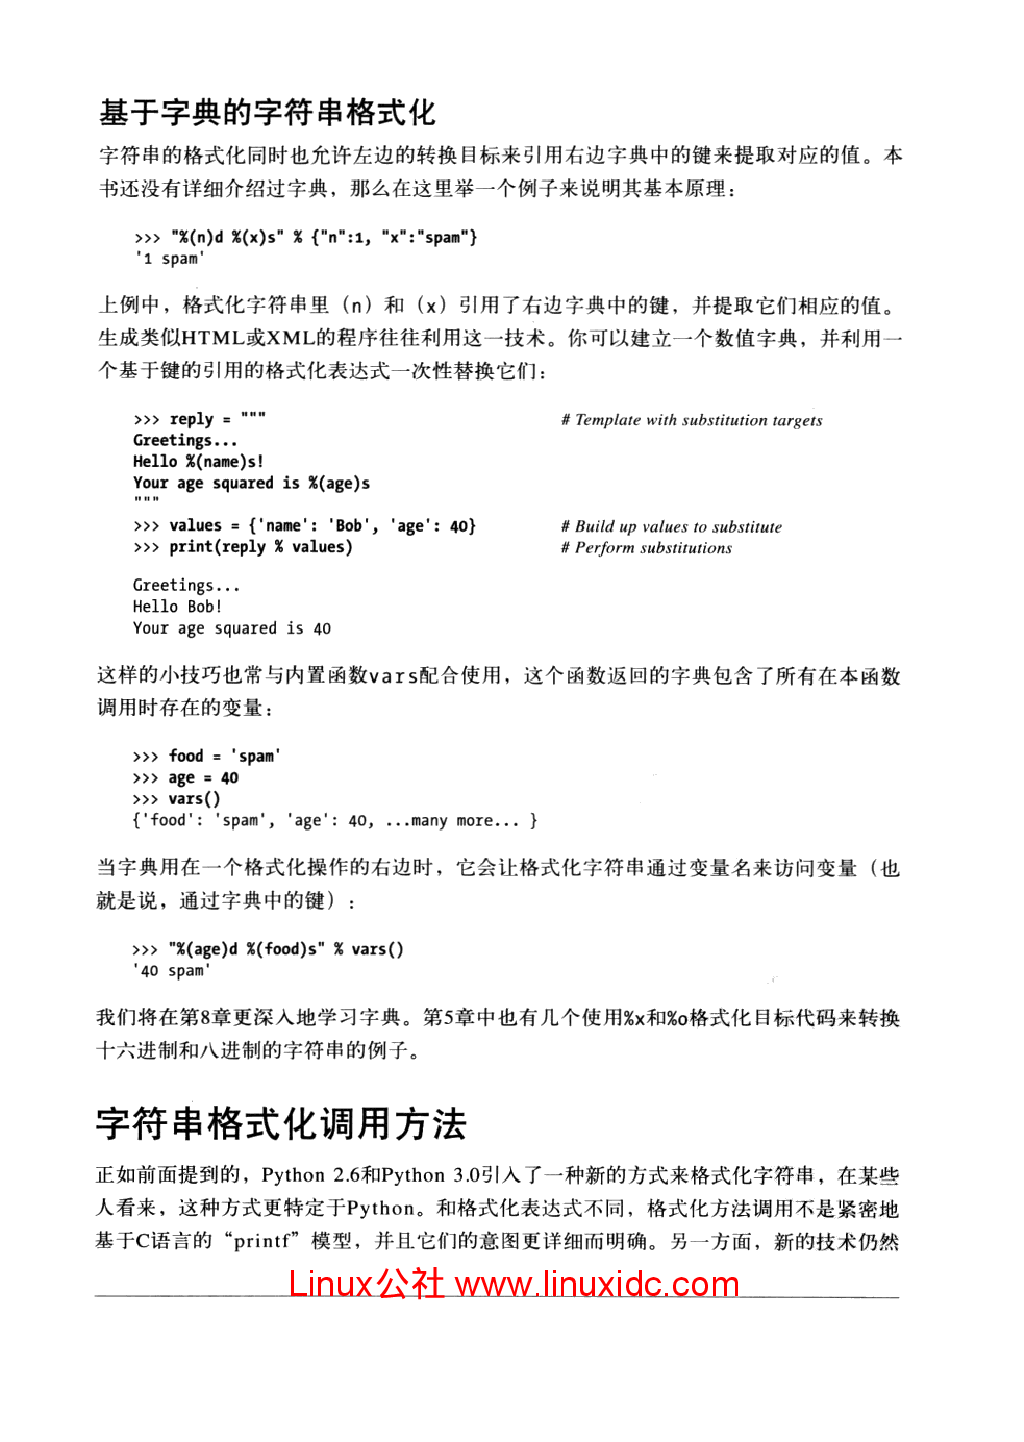 基于字典的字符串格式化
字符串的格式化同时也允许左边的转换目标来引用右边字典中的键来提取对应的值。本
书还没有详细介绍过字典，那么在这里举一个例子来说明其基本原理：
>>> "%(n)d %(x)s" % {"n":1, "x":"spam"}
'1 spam'
上例中，格式化字符串里（n）和（x）引用了右边字典中的键，并提取它们相应的值。
生成类似HTML或XML的程序往往利用这一技术。你可以建立一个数值字典，并利用一
个基于键的引用的格式化表达式一次性替换它们：
>>> reply = """ # Template with substitution targets
Greetings...
Hello %(name)s!
Your age squared is %(age)s
"""
>>> values = {'name': 'Bob', 'age': 40} # Build up values to substitute
>>> print(reply % values) # Perform substitutions
Greetings...
Hello Bob!
Your age squared is 40
这样的小技巧也常与内置函数vars配合使用，这个函数返回的字典包含了所有在本函数
调用时存在的变量：
>>> food = 'spam'
>>> age = 40
>>> vars()
{'food': 'spam', 'age': 40, ...many more... }
当字典用在一个格式化操作的右边时，它会让格式化字符串通过变量名来访问变量（也
就是说，通过字典中的键）：
>>> "%(age)d %(food)s" % vars()
'40 spam'
我们将在第8章更深入地学习字典。第5章中也有几个使用%x和%o格式化目标代码来转换
十六进制和八进制的字符串的例子。
字符串格式化调用方法
正如前面提到的，Python 2.6和Python 3.0引入了一种新的方式来格式化字符串，在某些
人看来，这种方式更特定于Python。和格式化表达式不同，格式化方法调用不是紧密地
基于C语言的“printf”模型，并且它们的意图更详细而明确。另一方面，新的技术仍然
Linux公社 www.linuxidc.com